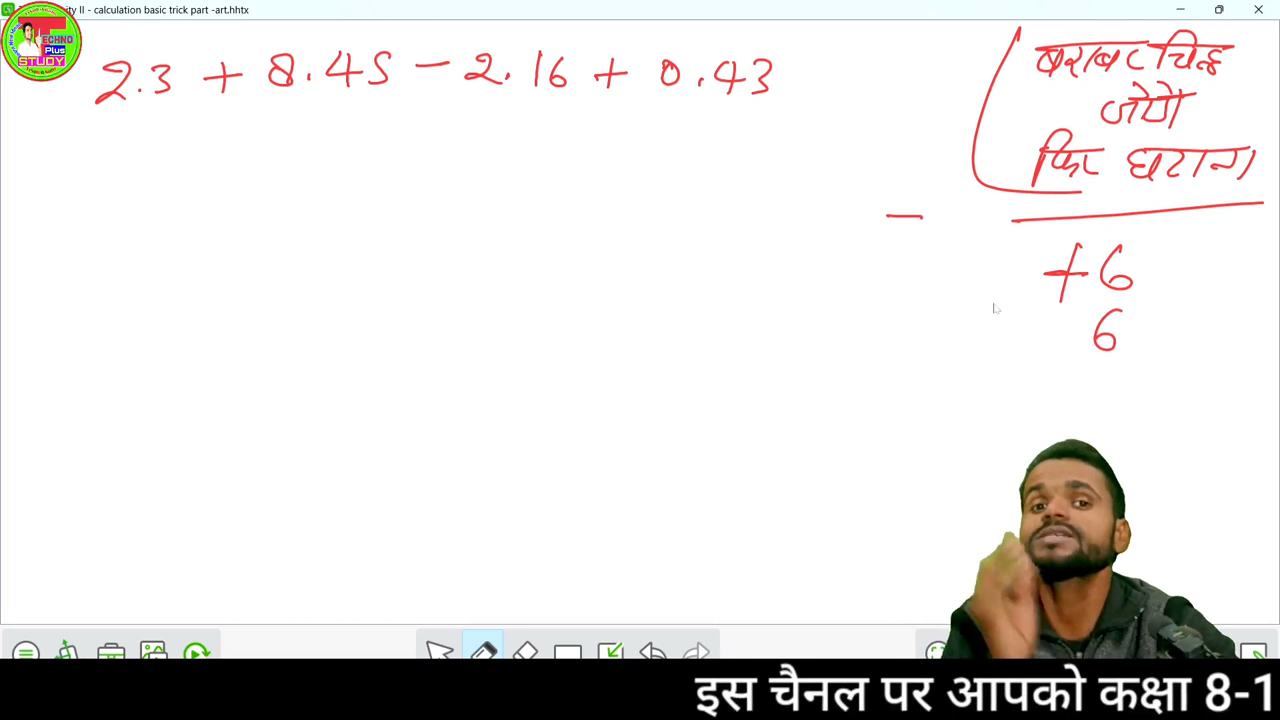 ity II - calculation basic trick part -art.hhtx
TECHNO
Plus
STUDY
2.3 + 8.45 - 2.16 + 0.43
बराबर चिन्ह
जोड़ो
फिर घटाना
-
+6
6
इस चैनल पर आपको कक्षा 8-1